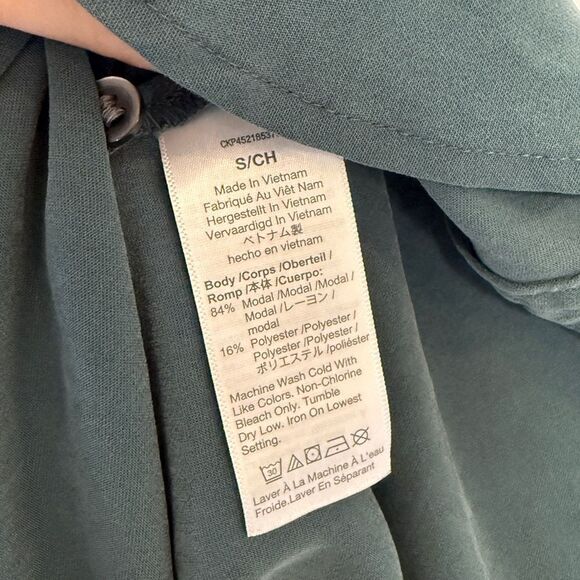 CKP4521853
S/CH
Made In Vietnam
Fabriqué Au Viêt Nam
Hergestellt In Vietnam
Vervaardigd In Vietnam
ベトナム製
hecho en vietnam
Body /Corps /Oberteil /
Romp /本体 /Cuerpo:
84% Modal /Modal /Modal /
Modal /レーヨン /
modal
16% Polyester /Polyester /
Polyester /Polyester /
ポリエステル /poliéster
Machine Wash Cold With
Like Colors. Non-Chlorine
Bleach Only. Tumble
Dry Low. Iron On Lowest
Setting.
30
Laver À La Machine À L'eau
Froide,Laver En Séparant